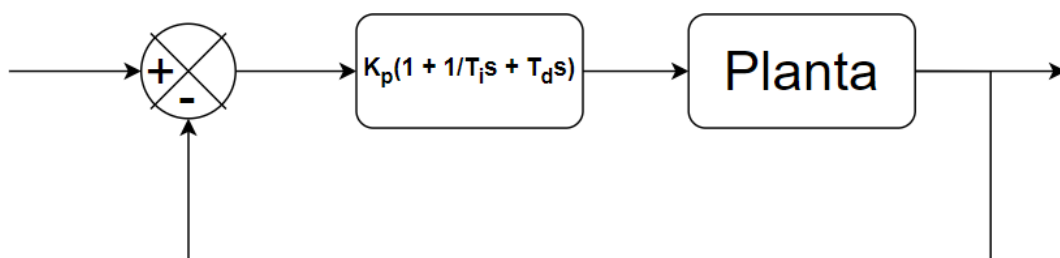 +
-
Kp(1 + 1/Tis + Tds)
Planta